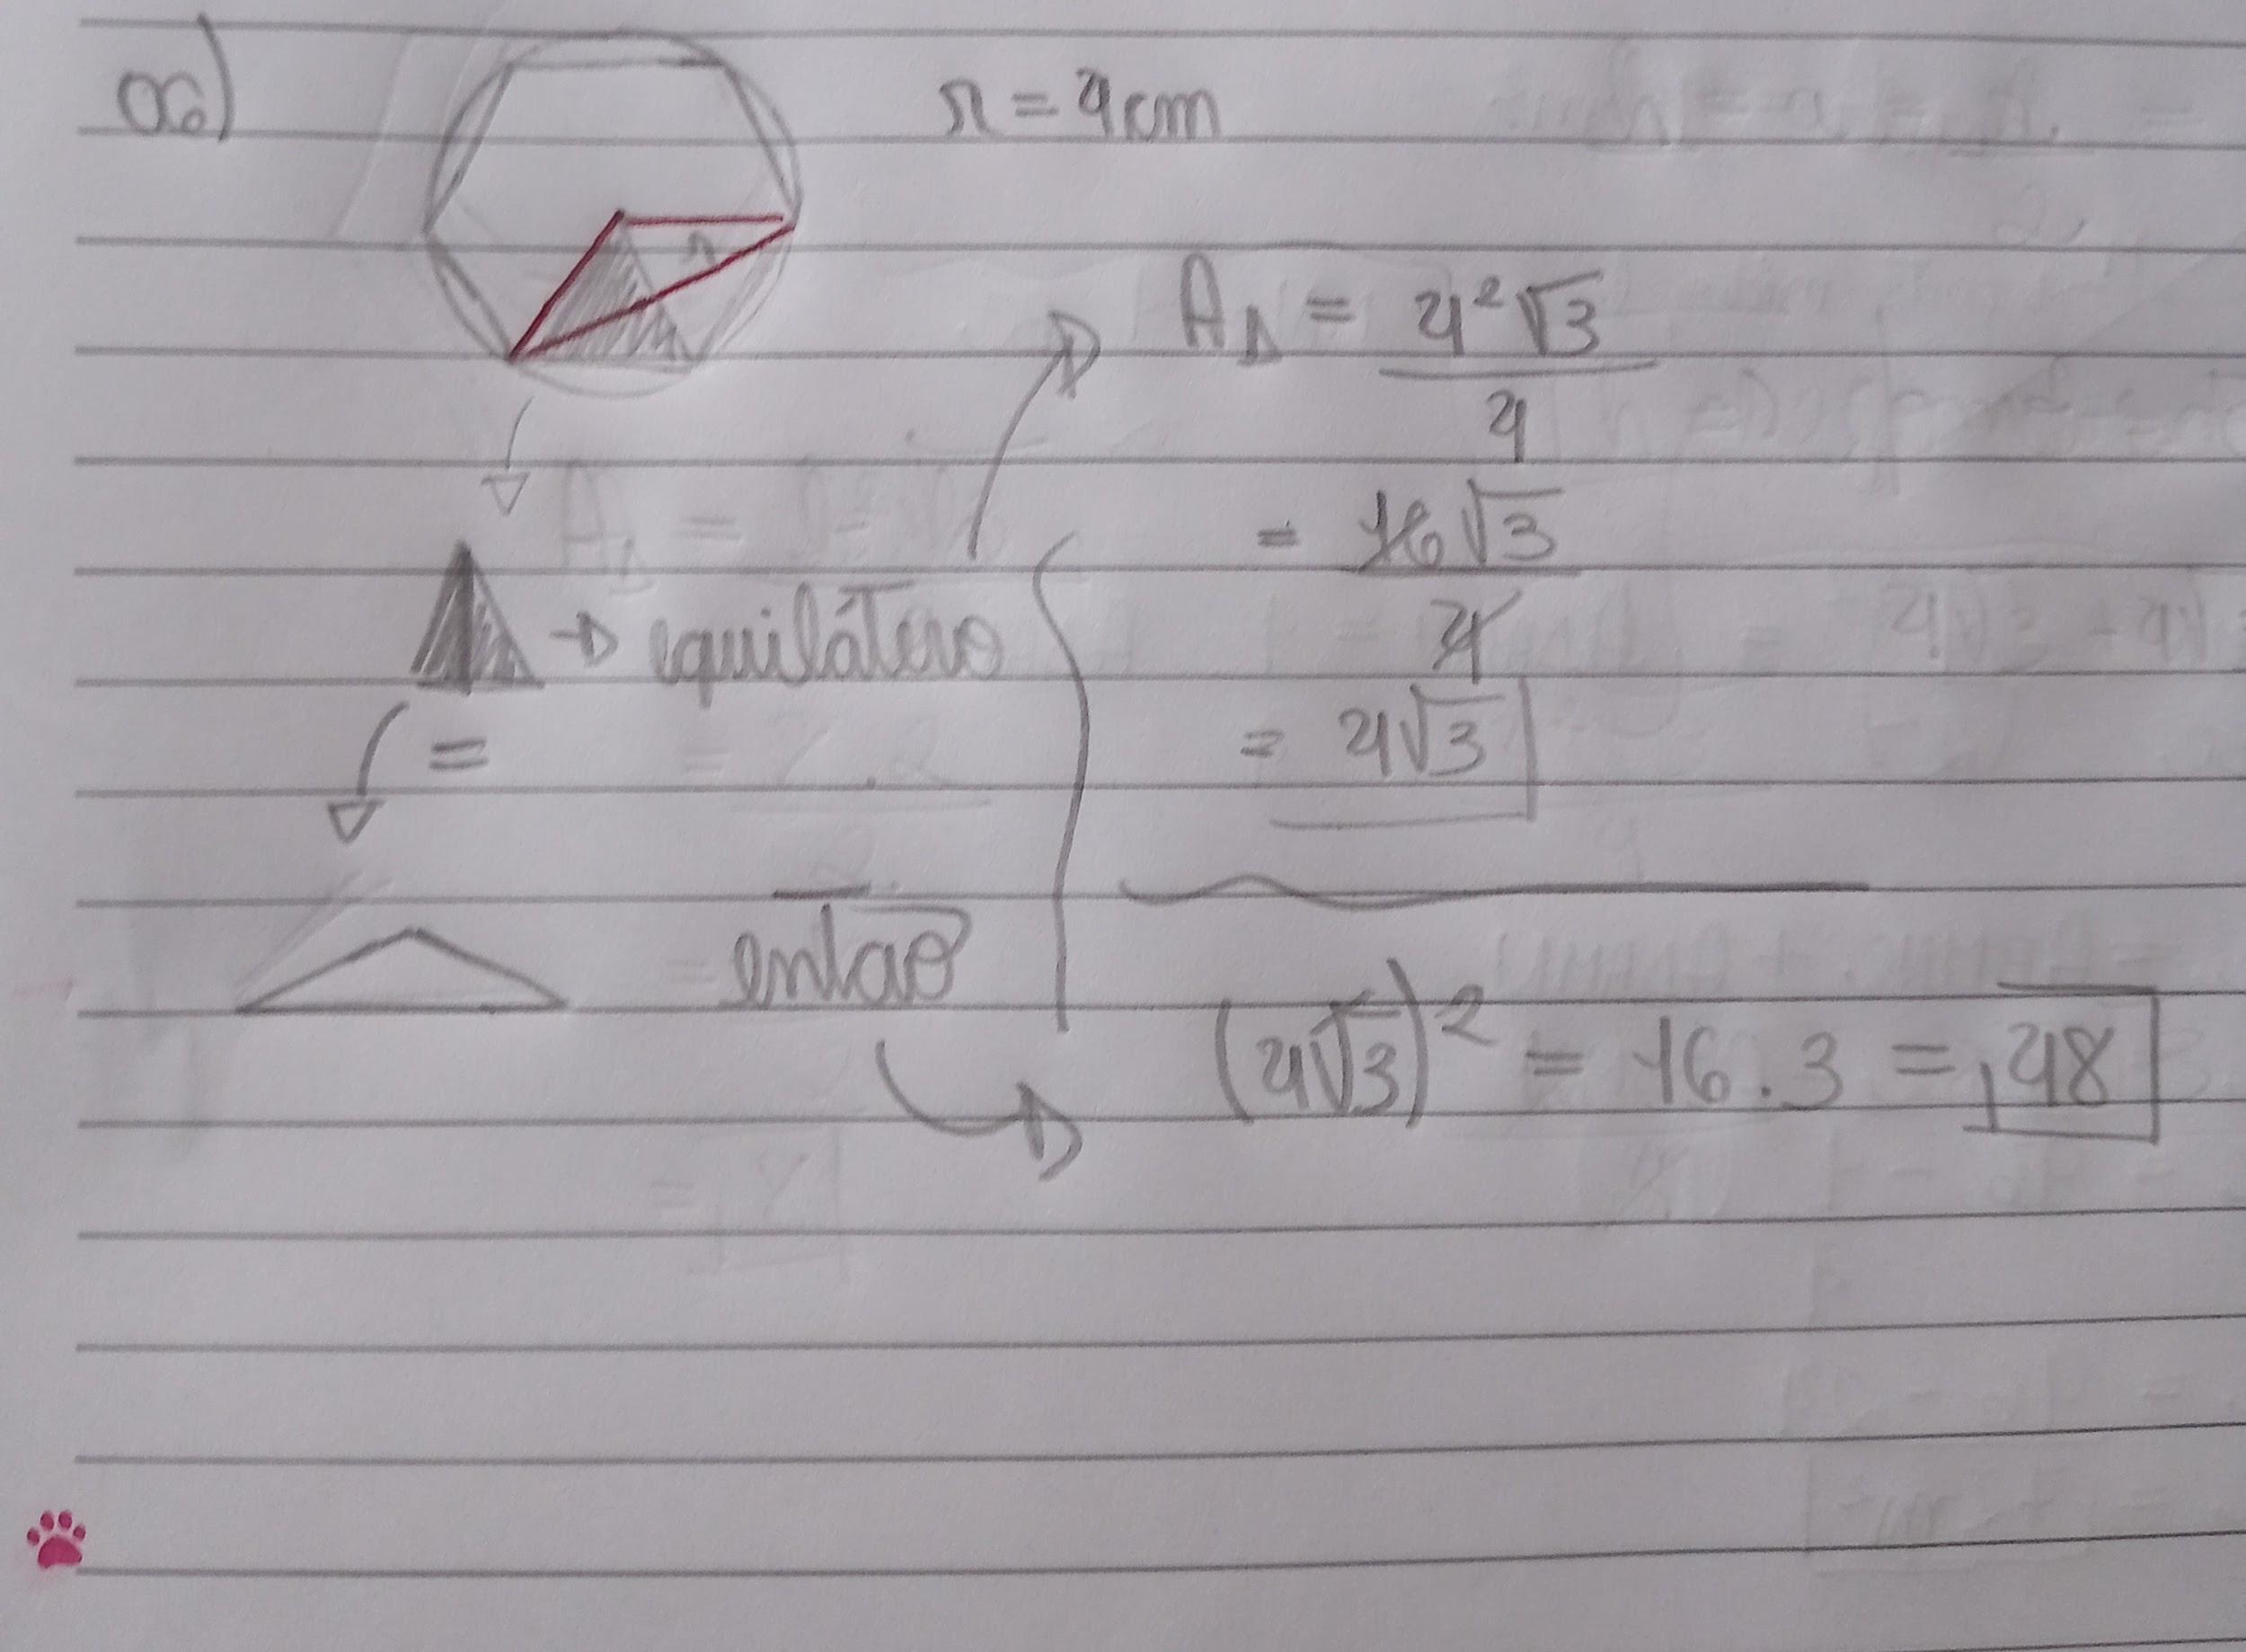 06)
r = 4cm
r
A△ = 4²√3
4
= 16√3
4
→ equilátero
=
= 4√3
então
(4√3)² = 16.3 = 48